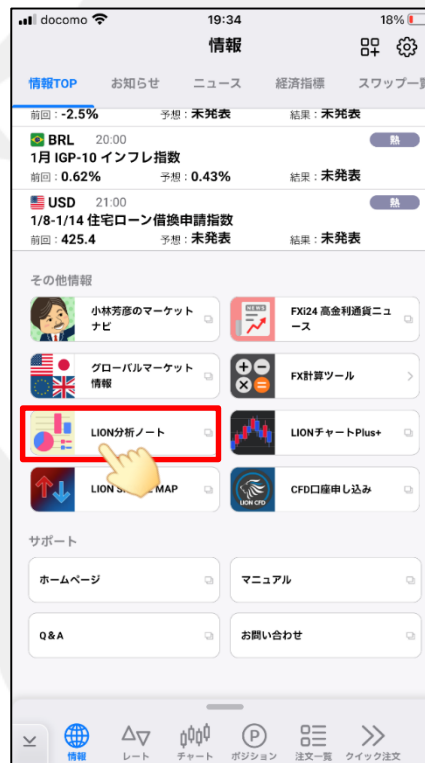 docomo 19:34 18%
情報
情報TOP お知らせ ニュース 経済指標 スワップ一
前回：-2.5% 予想：未発表 結果：未発表
BRL 20:00 熱
1月 IGP-10 インフレ指数
前回：0.62% 予想：0.43% 結果：未発表
USD 21:00 熱
1/8-1/14 住宅ローン借換申請指数
前回：425.4 予想：未発表 結果：未発表
その他情報
小林芳彦のマーケット
ナビ
NEWS
FXi24 高金利通貨ニュ
ース
グローバルマーケット
情報
FX計算ツール
LION分析ノート
LIONチャートPlus+
LION MAP
LION CFD
CFD口座申し込み
サポート
ホームページ
マニュアル
Q&A
お問い合わせ
情報 レート チャート P ポジション 注文一覧 クイック注文